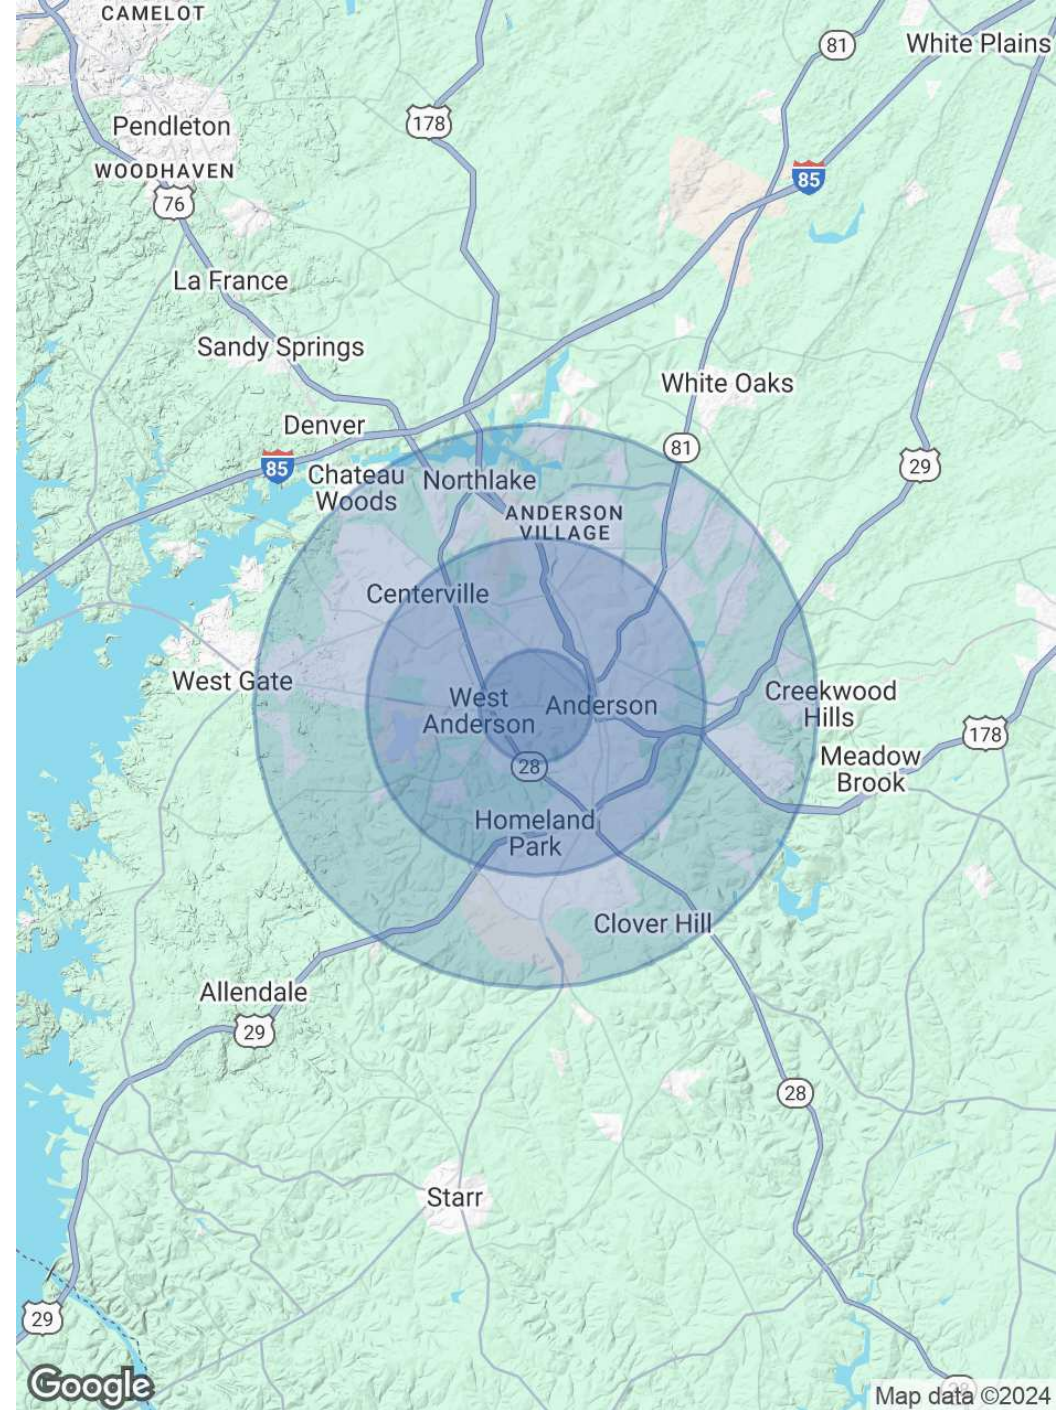 CAMELOT
81
White Plains
178
Pendleton
WOODHAVEN
85
76
La France
Sandy Springs
White Oaks
Denver
81
85
29
Chateau
Woods
Northlake
ANDERSON
VILLAGE
Centerville
West Gate
West
Anderson
Anderson
Creekwood
Hills
178
Meadow
Brook
28
Homeland
Park
Clover Hill
Allendale
29
28
Starr
29
Google
28
Map data ©2024